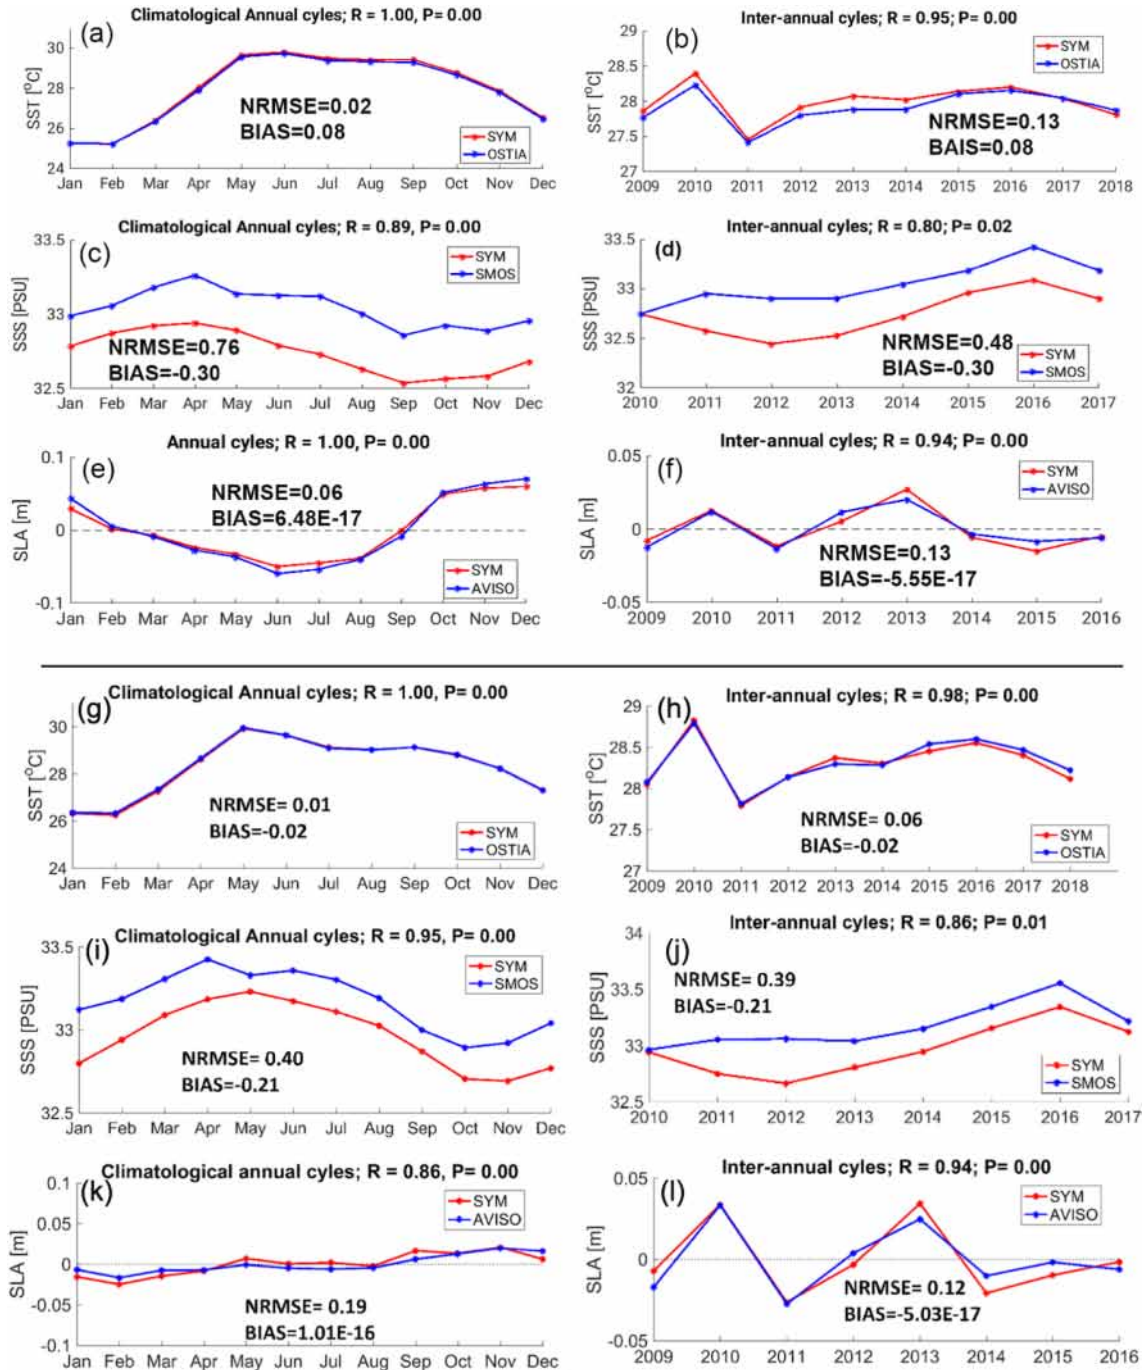 Climatological Annual cyles; R = 1.00, P= 0.00
(a)
SST [°C]
30
28
26
24
NRMSE=0.02
BIAS=0.08
SYM
OSTIA
Jan Feb Mar Apr May Jun Jul Aug Sep Oct Nov Dec
Inter-annual cyles; R = 0.95; P= 0.00
(b)
SST [°C]
29
28.5
28
27.5
27
SYM
OSTIA
NRMSE=0.13
BAIS=0.08
2009 2010 2011 2012 2013 2014 2015 2016 2017 2018
Climatological Annual cyles; R = 0.89, P= 0.00
(c)
SSS [PSU]
33.5
33
32.5
SYM
SMOS
NRMSE=0.76
BIAS=-0.30
Jan Feb Mar Apr May Jun Jul Aug Sep Oct Nov Dec
Inter-annual cyles; R = 0.80; P= 0.02
(d)
SSS [PSU]
33.5
33
32.5
32
NRMSE=0.48
BIAS=-0.30
SYM
SMOS
2010 2011 2012 2013 2014 2015 2016 2017
Annual cyles; R = 1.00, P= 0.00
(e)
SLA [m]
0.1
0
-0.1
NRMSE=0.06
BIAS=6.48E-17
SYM
AVISO
Jan Feb Mar Apr May Jun Jul Aug Sep Oct Nov Dec
Inter-annual cyles; R = 0.94; P= 0.00
(f)
SLA [m]
0.05
0
-0.05
SYM
AVISO
NRMSE=0.13
BIAS=-5.55E-17
2009 2010 2011 2012 2013 2014 2015 2016
Climatological Annual cyles; R = 1.00, P= 0.00
(g)
SST [°C]
30
28
26
24
NRMSE= 0.01
BIAS=-0.02
SYM
OSTIA
Jan Feb Mar Apr May Jun Jul Aug Sep Oct Nov Dec
Inter-annual cyles; R = 0.98; P= 0.00
(h)
SST [°C]
29
28.5
28
27.5
27
NRMSE= 0.06
BIAS=-0.02
SYM
OSTIA
2009 2010 2011 2012 2013 2014 2015 2016 2017 2018
Climatological Annual cyles; R = 0.95, P= 0.00
(i)
SSS [PSU]
33.5
33
32.5
SYM
SMOS
NRMSE= 0.40
BIAS=-0.21
Jan Feb Mar Apr May Jun Jul Aug Sep Oct Nov Dec
Inter-annual cyles; R = 0.86; P= 0.01
(j)
SSS [PSU]
34
33.5
33
32.5
NRMSE= 0.39
BIAS=-0.21
SYM
SMOS
2010 2011 2012 2013 2014 2015 2016 2017
Climatological annual cyles; R = 0.86, P= 0.00
(k)
SLA [m]
0.1
0.05
0
-0.05
-0.1
SYM
AVISO
NRMSE= 0.19
BIAS=1.01E-16
Jan Feb Mar Apr May Jun Jul Aug Sep Oct Nov Dec
Inter-annual cyles; R = 0.94; P= 0.00
(l)
SLA [m]
0.05
0
-0.05
SYM
AVISO
NRMSE= 0.12
BIAS=-5.03E-17
2009 2010 2011 2012 2013 2014 2015 2016